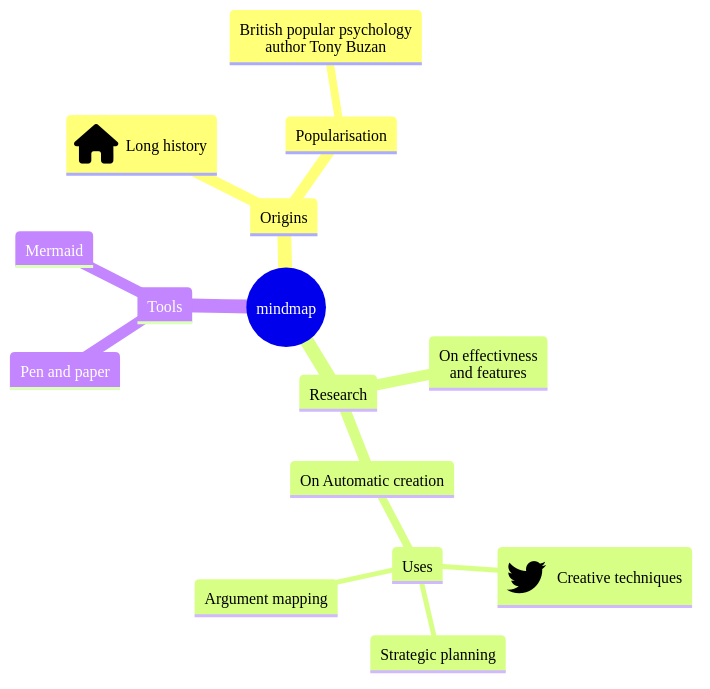 British popular psychology
author Tony Buzan
Popularisation
Long history
Origins
Mermaid
Tools
mindmap
Pen and paper
On effectiveness
and features
Research
On Automatic creation
Uses
Creative techniques
Argument mapping
Strategic planning